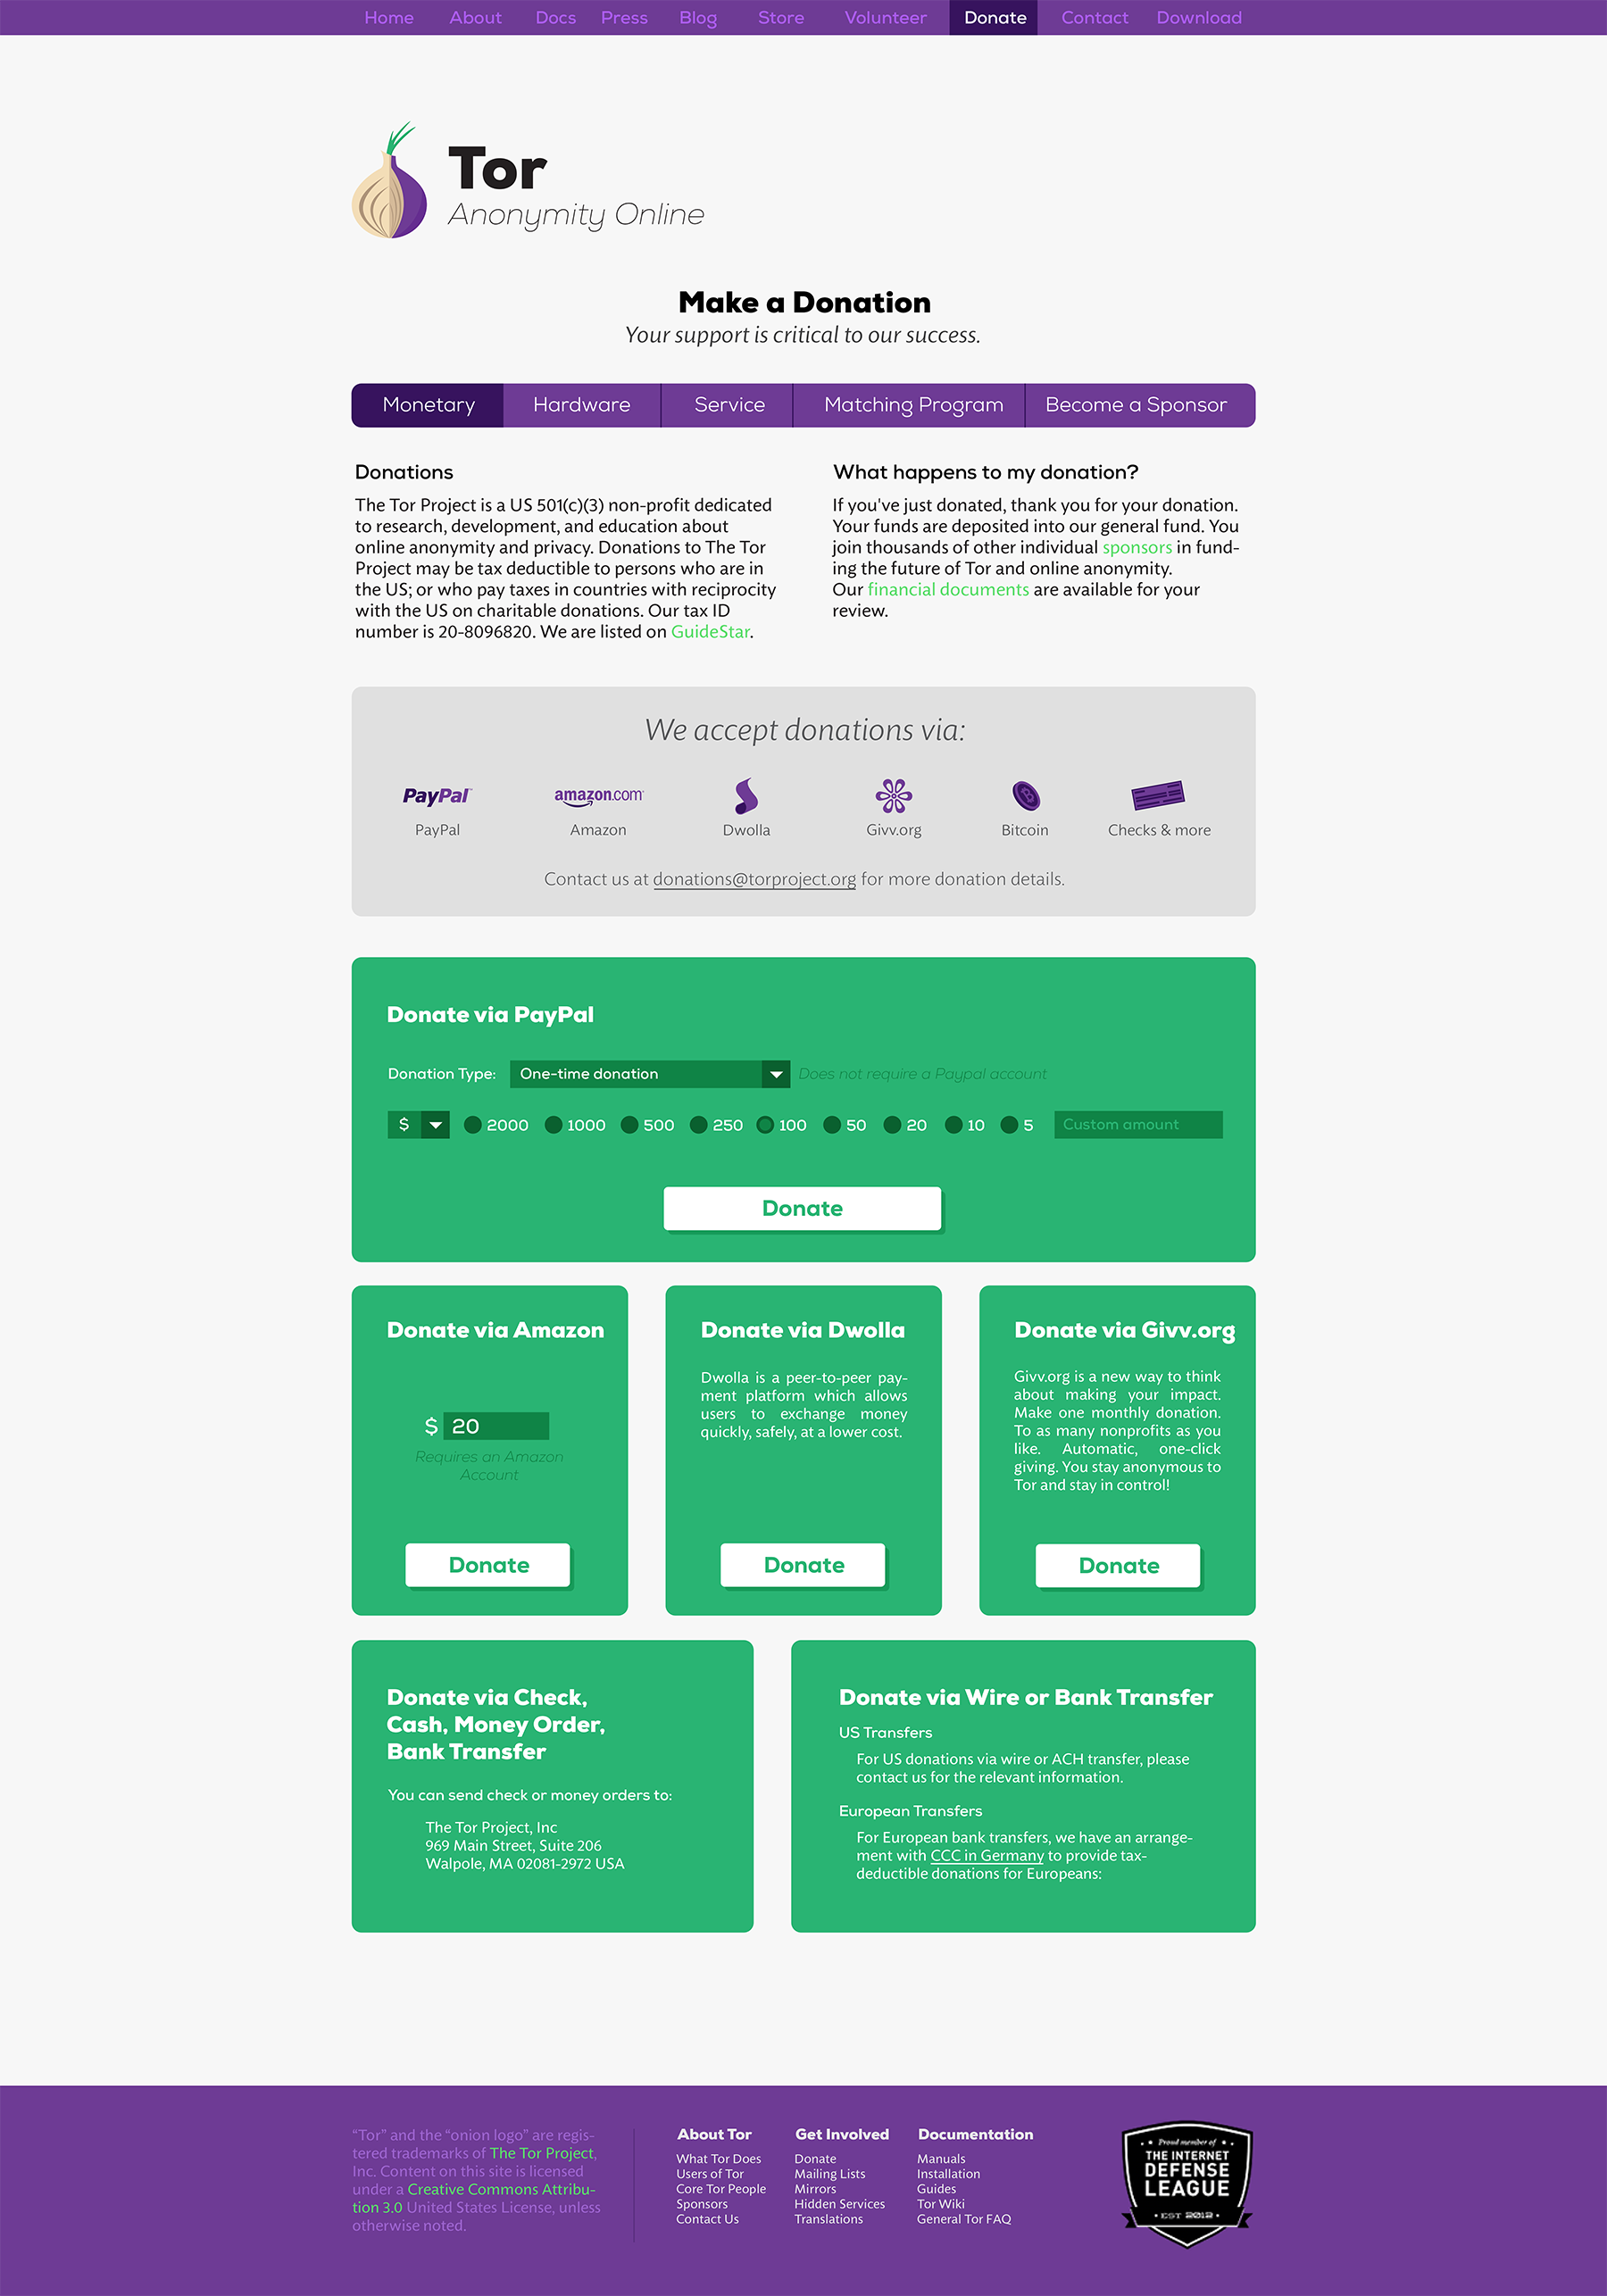 Home About Docs Press Blog Store Volunteer Donate Contact Download
Tor
Anonymity Online
Make a Donation
Your support is critical to our success.
Monetary Hardware Service Matching Program Become a Sponsor
Donations
The Tor Project is a US 501(c)(3) non-profit dedicated
to research, development, and education about
online anonymity and privacy. Donations to The Tor
Project may be tax deductible to persons who are in
the US; or who pay taxes in countries with reciprocity
with the US on charitable donations. Our tax ID
number is 20-8096820. We are listed on GuideStar.
What happens to my donation?
If you've just donated, thank you for your donation.
Your funds are deposited into our general fund. You
join thousands of other individual sponsors in fund-
ing the future of Tor and online anonymity.
Our financial documents are available for your
review.
We accept donations via:
PayPal amazon.com
PayPal Amazon Dwolla Givv.org Bitcoin Checks & more
Contact us at donations@torproject.org for more donation details.
Donate via PayPal
Donation Type: One-time donation Does not require a Paypal account
$ 2000 1000 500 250 100 50 20 10 5 Custom amount
Donate
Donate via Amazon
$ 20
Requires an Amazon
Account
Donate
Donate via Dwolla
Dwolla is a peer-to-peer pay-
ment platform which allows
users to exchange money
quickly, safely, at a lower cost.
Donate
Donate via Givv.org
Givv.org is a new way to think
about making your impact.
Make one monthly donation.
To as many nonprofits as you
like. Automatic, one-click
giving. You stay anonymous to
Tor and stay in control!
Donate
Donate via Check,
Cash, Money Order,
Bank Transfer
You can send check or money orders to:
The Tor Project, Inc
969 Main Street, Suite 206
Walpole, MA 02081-2972 USA
Donate via Wire or Bank Transfer
US Transfers
For US donations via wire or ACH transfer, please
contact us for the relevant information.
European Transfers
For European bank transfers, we have an arrange-
ment with CCC in Germany to provide tax-
deductible donations for Europeans:
“Tor” and the “onion logo” are regis-
tered trademarks of The Tor Project,
Inc. Content on this site is licensed
under a Creative Commons Attribu-
tion 3.0 United States License, unless
otherwise noted.
About Tor
What Tor Does
Users of Tor
Core Tor People
Sponsors
Contact Us
Get Involved
Donate
Mailing Lists
Mirrors
Hidden Services
Translations
Documentation
Manuals
Installation
Guides
Tor Wiki
General Tor FAQ
Proud member of
THE INTERNET
DEFENSE
LEAGUE
EST 2012